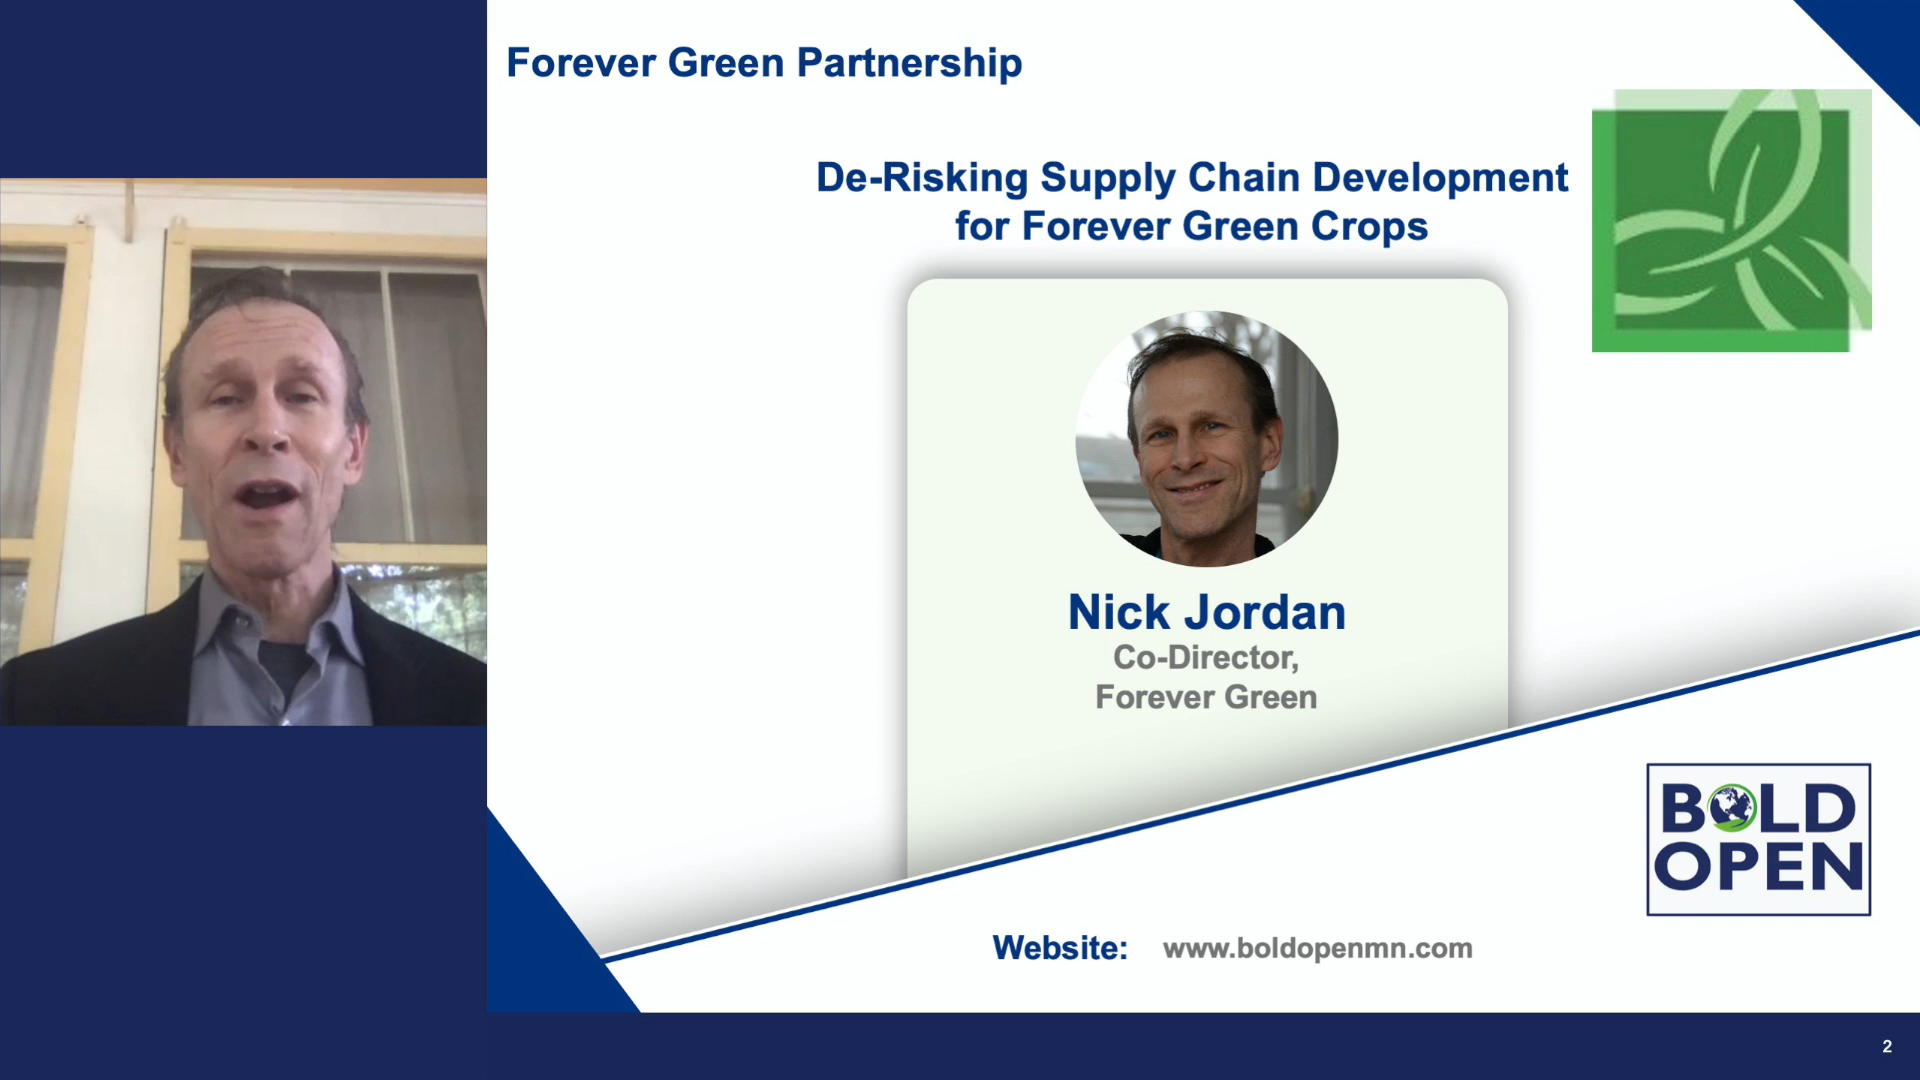 Forever Green Partnership
De-Risking Supply Chain Development
for Forever Green Crops
Nick Jordan
Co-Director,
Forever Green
BOLD
OPEN
Website: www.boldopenmn.com
2